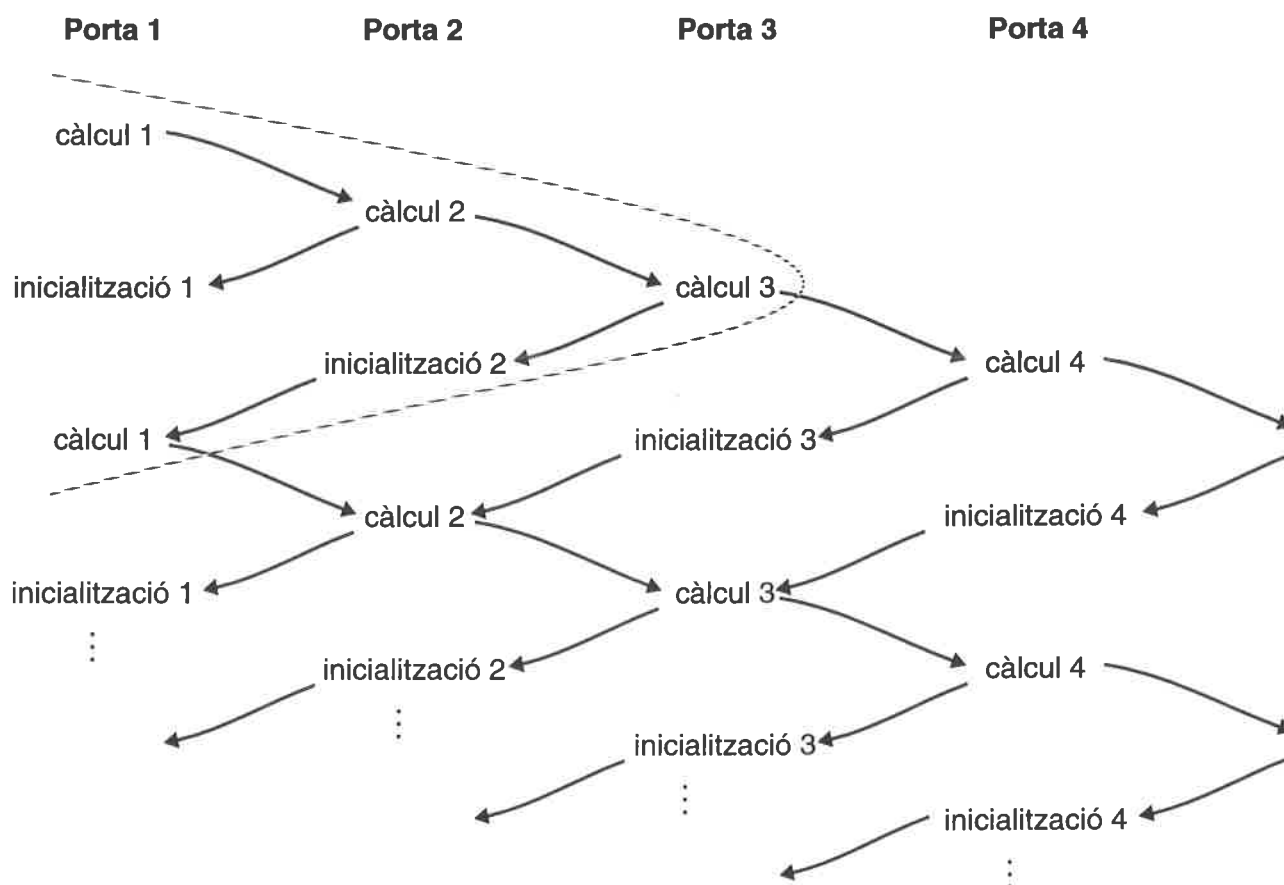 Porta 1 Porta 2 Porta 3 Porta 4
càlcul 1
càlcul 2
inicialització 1 càlcul 3
inicialització 2 càlcul 4
càlcul 1 inicialització 3
càlcul 2 inicialització 4
inicialització 1 càlcul 3
inicialització 2 càlcul 4
inicialització 3
inicialització 4